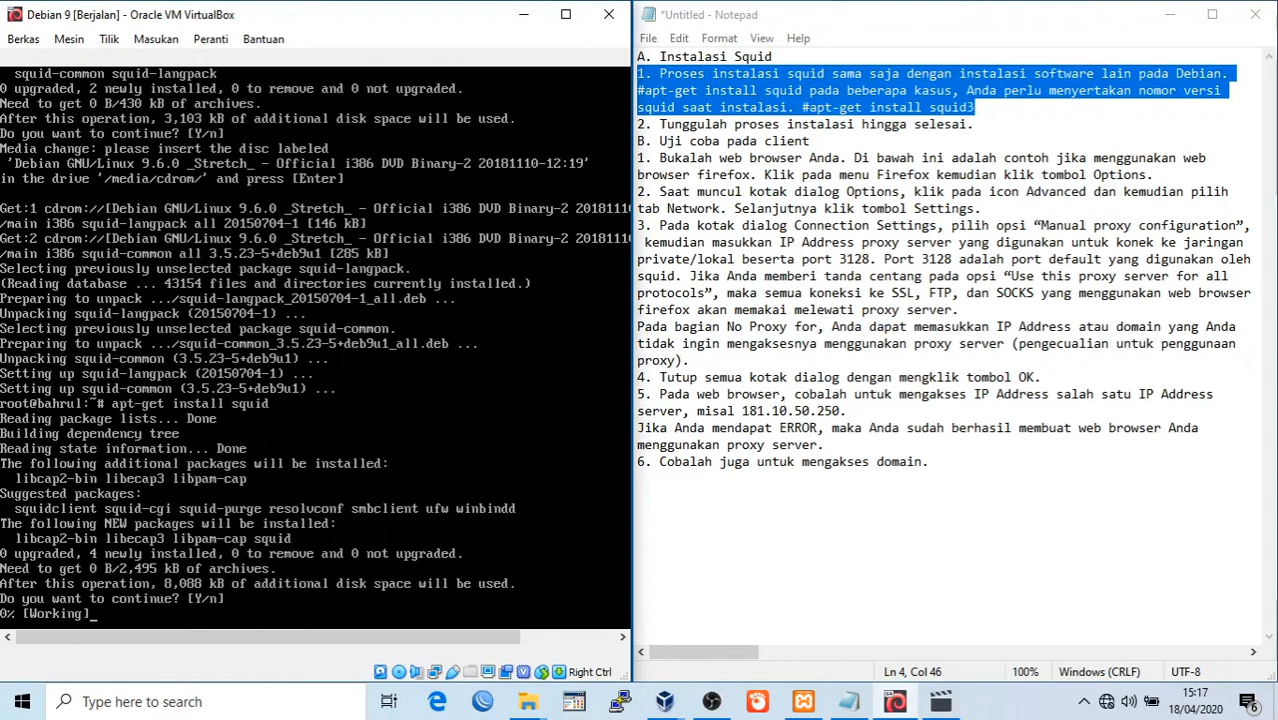 Debian 9 [Berjalan] - Oracle VM VirtualBox
Berkas Mesin Tilik Masukan Peranti Bantuan
squid-common squid-langpack
0 upgraded, 2 newly installed, 0 to remove and 0 not upgraded.
Need to get 0 B/430 kB of archives.
After this operation, 3,103 kB of additional disk space will be used.
Do you want to continue? [Y/n]
Media change: please insert the disc labeled
'Debian GNU/Linux 9.6.0 _Stretch_ - Official i386 DVD Binary-2 20181110-12:19'
in the drive '/media/cdrom/' and press [Enter]
Get:1 cdrom://[Debian GNU/Linux 9.6.0 _Stretch_ - Official i386 DVD Binary-2 2018111
/main i386 squid-langpack all 20150704-1 [146 kB]
Get:2 cdrom://[Debian GNU/Linux 9.6.0 _Stretch_ - Official i386 DVD Binary-2 2018111
/main i386 squid-common all 3.5.23-5+deb9u1 [285 kB]
Selecting previously unselected package squid-langpack.
(Reading database ... 43154 files and directories currently installed.)
Preparing to unpack .../squid-langpack_20150704-1_all.deb ...
Unpacking squid-langpack (20150704-1) ...
Selecting previously unselected package squid-common.
Preparing to unpack .../squid-common_3.5.23-5+deb9u1_all.deb ...
Unpacking squid-common (3.5.23-5+deb9u1) ...
Setting up squid-langpack (20150704-1) ...
Setting up squid-common (3.5.23-5+deb9u1) ...
root@bahrul:~# apt-get install squid
Reading package lists... Done
Building dependency tree
Reading state information... Done
The following additional packages will be installed:
libcap2-bin libecap3 libpam-cap
Suggested packages:
squidclient squid-cgi squid-purge resolvconf smbclient ufw winbindd
The following NEW packages will be installed:
libcap2-bin libecap3 libpam-cap squid
0 upgraded, 4 newly installed, 0 to remove and 0 not upgraded.
Need to get 0 B/2,495 kB of archives.
After this operation, 8,088 kB of additional disk space will be used.
Do you want to continue? [Y/n]
0% [Working]_
Right Ctrl
*Untitled - Notepad
File Edit Format View Help
A. Instalasi Squid
1. Proses instalasi squid sama saja dengan instalasi software lain pada Debian.
#apt-get install squid pada beberapa kasus, Anda perlu menyertakan nomor versi
squid saat instalasi. #apt-get install squid3
2. Tunggulah proses instalasi hingga selesai.
B. Uji coba pada client
1. Bukalah web browser Anda. Di bawah ini adalah contoh jika menggunakan web
browser firefox. Klik pada menu Firefox kemudian klik tombol Options.
2. Saat muncul kotak dialog Options, klik pada icon Advanced dan kemudian pilih
tab Network. Selanjutnya klik tombol Settings.
3. Pada kotak dialog Connection Settings, pilih opsi “Manual proxy configuration”,
kemudian masukkan IP Address proxy server yang digunakan untuk konek ke jaringan
private/lokal beserta port 3128. Port 3128 adalah port default yang digunakan oleh
squid. Jika Anda memberi tanda centang pada opsi “Use this proxy server for all
protocols”, maka semua koneksi ke SSL, FTP, dan SOCKS yang menggunakan web browser
firefox akan memakai melewati proxy server.
Pada bagian No Proxy for, Anda dapat memasukkan IP Address atau domain yang Anda
tidak ingin mengaksesnya menggunakan proxy server (pengecualian untuk penggunaan
proxy).
4. Tutup semua kotak dialog dengan mengklik tombol OK.
5. Pada web browser, cobalah untuk mengakses IP Address salah satu IP Address
server, misal 181.10.50.250.
Jika Anda mendapat ERROR, maka Anda sudah berhasil membuat web browser Anda
menggunakan proxy server.
6. Cobalah juga untuk mengakses domain.
Ln 4, Col 46 100% Windows (CRLF) UTF-8
Type here to search
15:17
18/04/2020
6